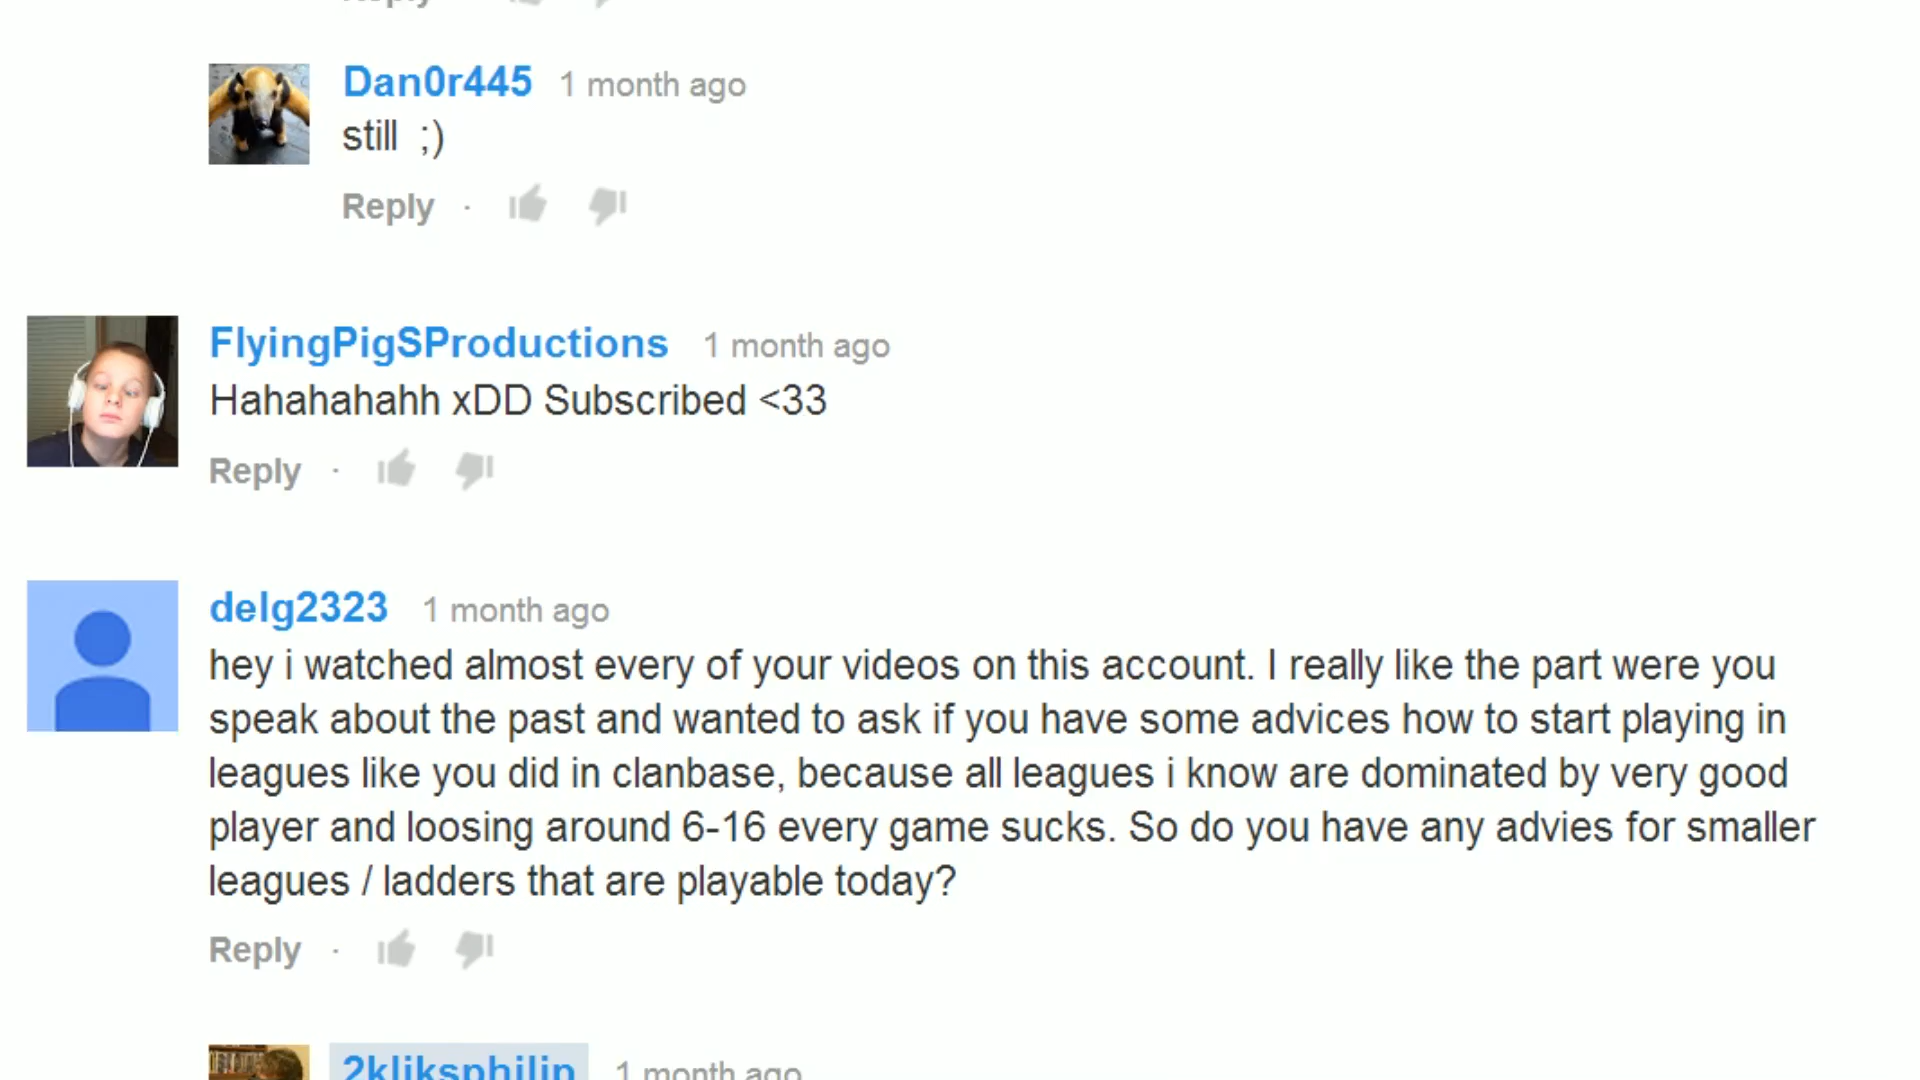 Reply
Dan0r445 1 month ago
still ;)
Reply ·
FlyingPigSProductions 1 month ago
Hahahahahh xDD Subscribed <33
Reply ·
delg2323 1 month ago
hey i watched almost every of your videos on this account. I really like the part were you
speak about the past and wanted to ask if you have some advices how to start playing in
leagues like you did in clanbase, because all leagues i know are dominated by very good
player and loosing around 6-16 every game sucks. So do you have any advies for smaller
leagues / ladders that are playable today?
Reply ·
2kliksphilip 1 month ago